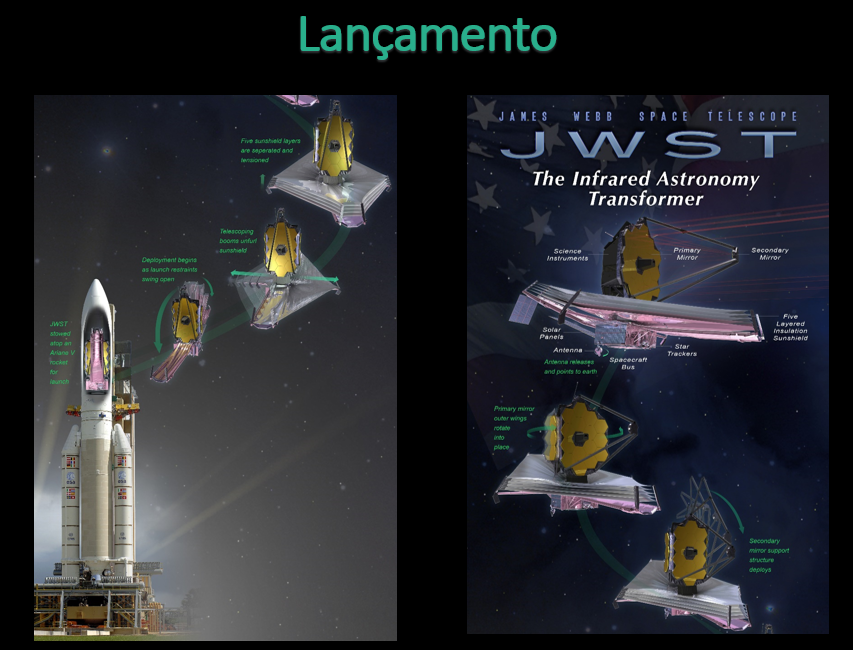 Lançamento
Five sunsheild layers
are seperated and
tensioned
Telescoping
booms unfurl
sunshield
Deployment begins
as launch restraints
swing open
JWST
stowed
atop an
Ariane V
rocket
for
launch
JAMES WEBB SPACE TELESCOPE
JWST
The Infrared Astronomy
Transformer
Science
Instruments
Primary
Mirror
Secondary
Mirror
Solar
Panels
Five
Layered
Insulation
Sunshield
Antenna
Star
Trackers
Spacecraft
Bus
Antenna releases
and points to earth
Primary mirror
outer wings
rotate
into
place
Secondary
mirror support
structure
deploys